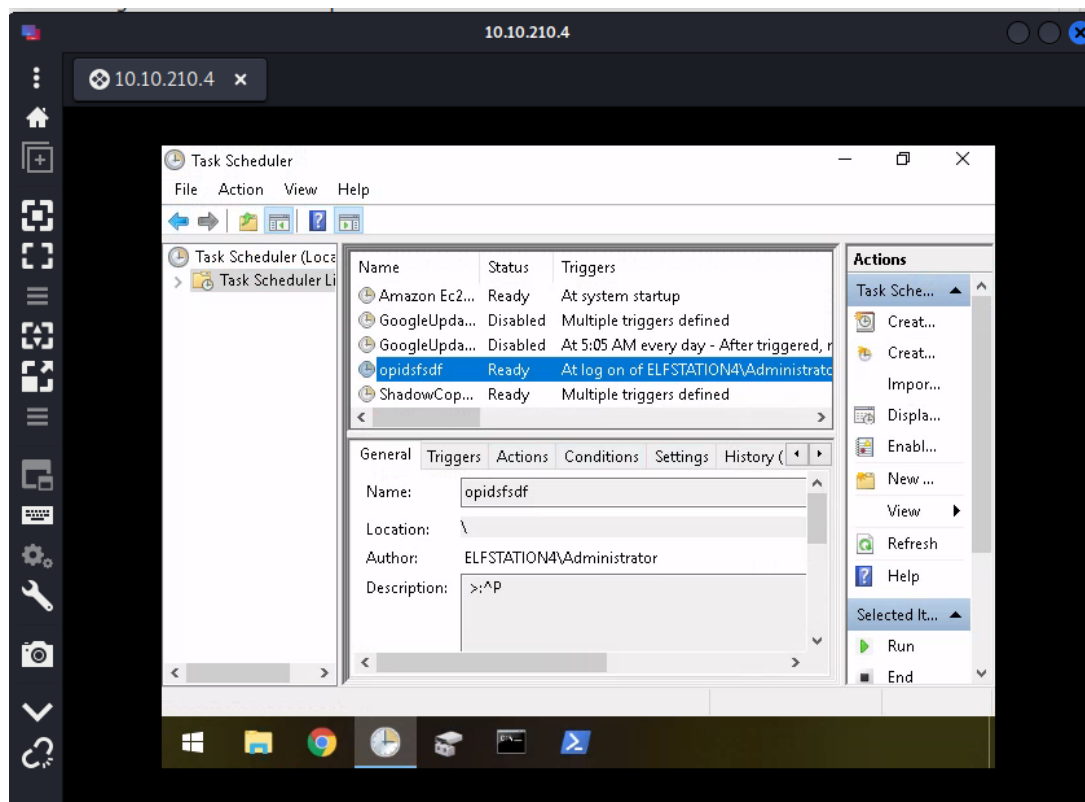 10.10.210.4
10.10.210.4
Task Scheduler
File Action View Help
Task Scheduler (Loca
Task Scheduler Li
Name Status Triggers
Amazon Ec2... Ready At system startup
GoogleUpda... Disabled Multiple triggers defined
GoogleUpda... Disabled At 5:05 AM every day - After triggered, r
opidsfsdf Ready At log on of ELFSTATION4\Administrato
ShadowCop... Ready Multiple triggers defined
General Triggers Actions Conditions Settings History (
Name: opidsfsdf
Location: \
Author: ELFSTATION4\Administrator
Description: >:^P
Actions
Task Sche...
Creat...
Creat...
Impor...
Displa...
Enabl...
New ...
View
Refresh
Help
Selected It...
Run
End